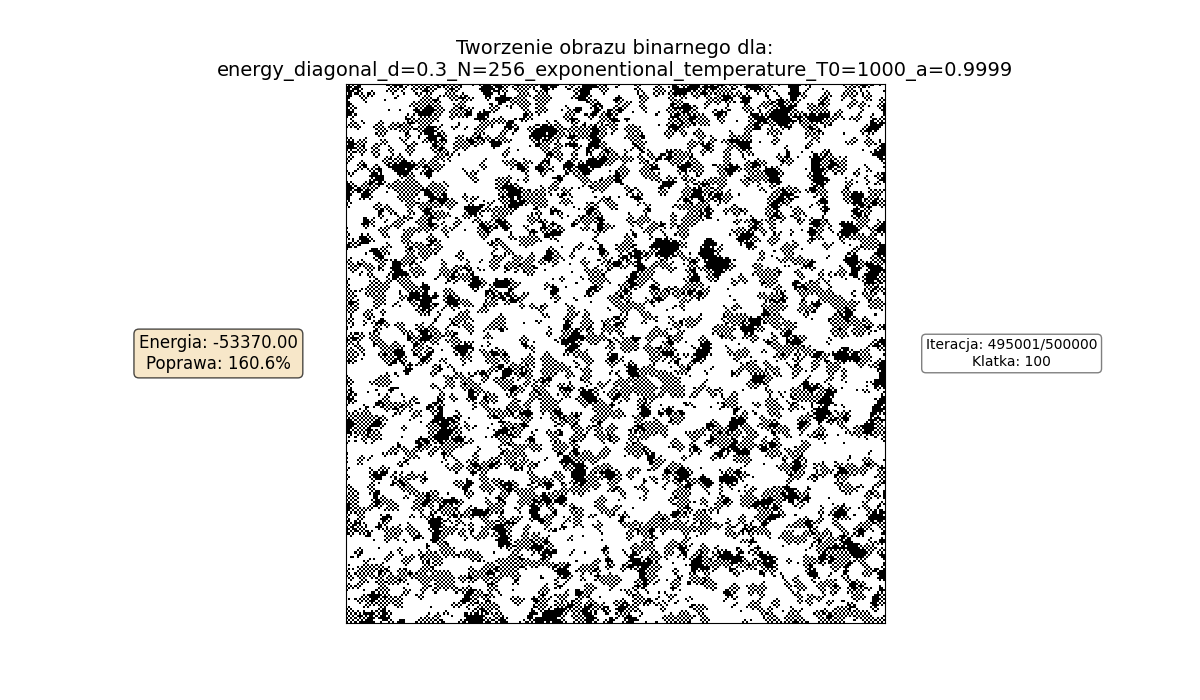 Tworzenie obrazu binarnego dla:
energy_diagonal_d=0.3_N=256_exponentional_temperature_T0=1000_a=0.9999
Energia: -53370.00
Poprawa: 160.6%
Iteracja: 495001/500000
Klatka: 100